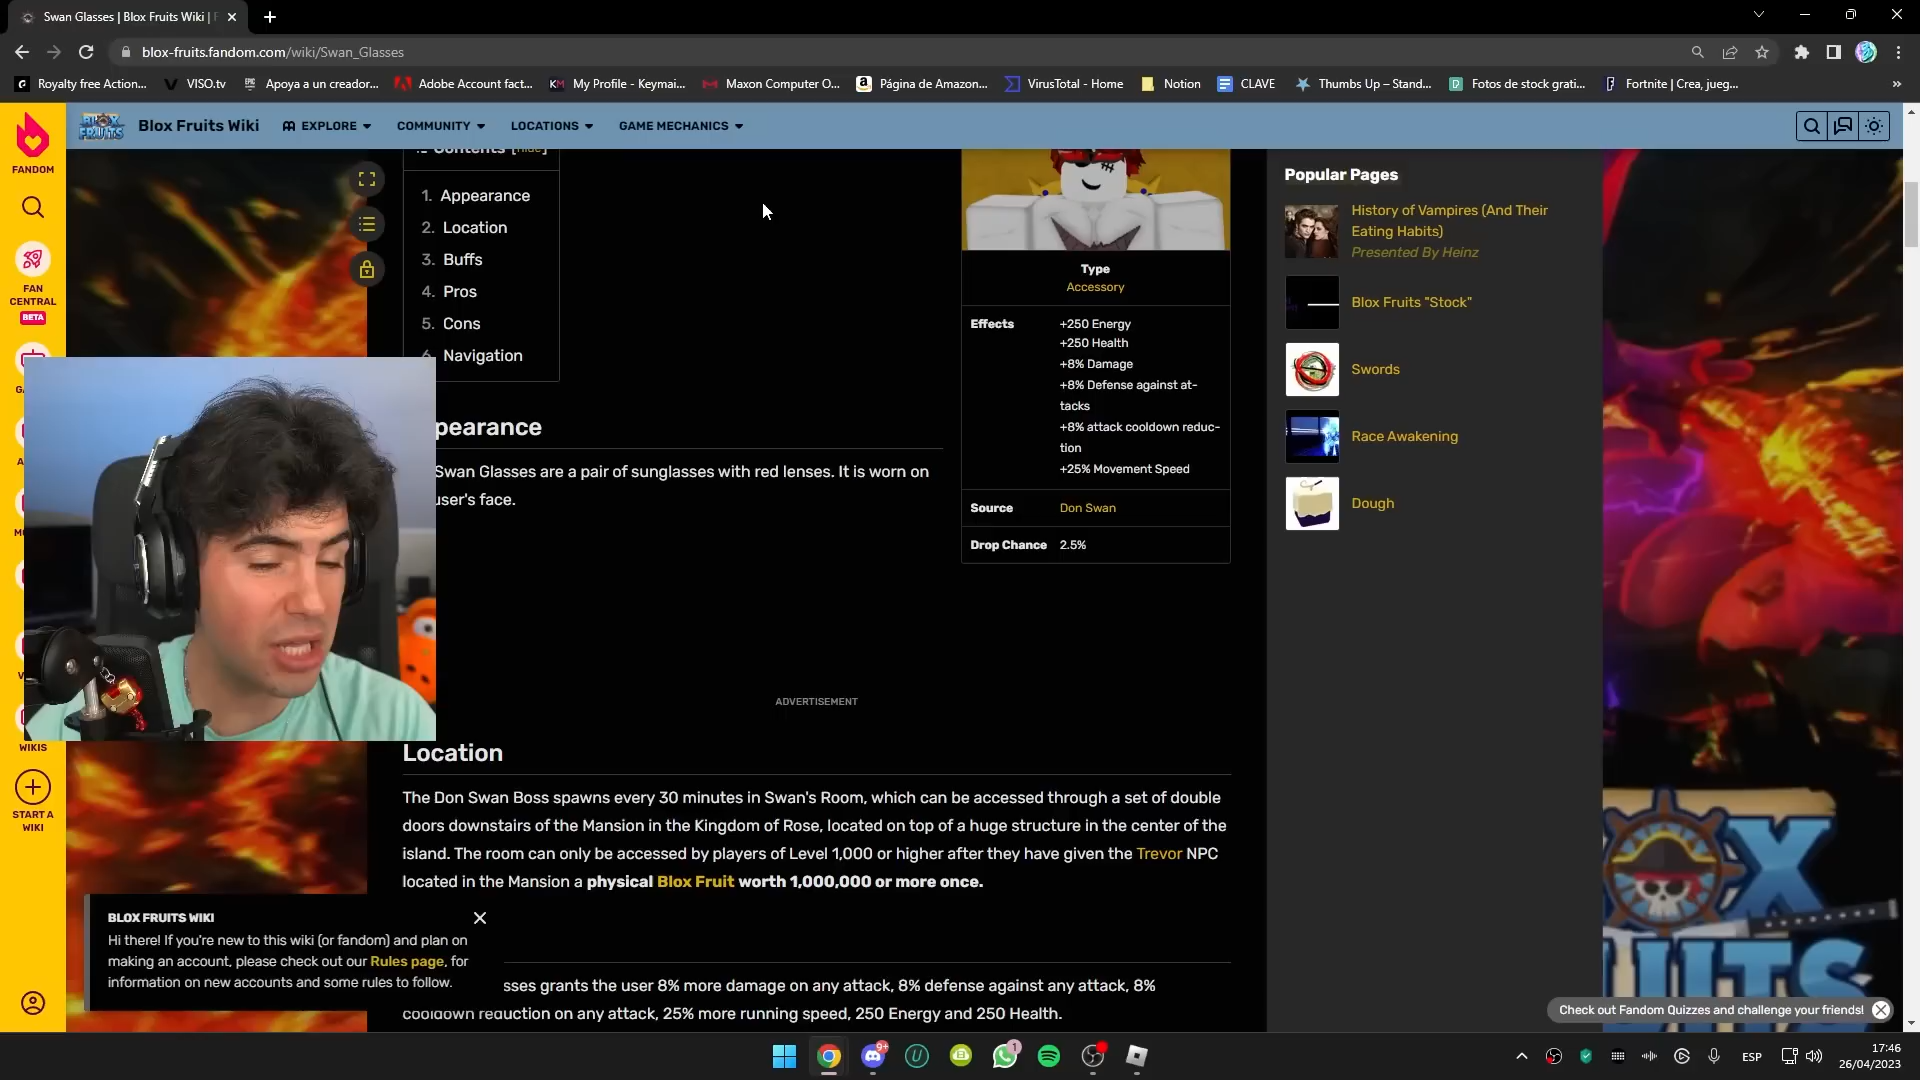 Swan Glasses | Blox Fruits Wiki |
blox-fruits.fandom.com/wiki/Swan_Glasses
Royalty free Action...
VISO.tv
Apoya a un creador...
Adobe Account fact...
My Profile - Keymai...
Maxon Computer O...
Página de Amazon...
VirusTotal - Home
Notion
CLAVE
Thumbs Up – Stand...
Fotos de stock grati...
Fortnite | Crea, jueg...
»
FANDOM
BLOX FRUITS
Blox Fruits Wiki
EXPLORE
COMMUNITY
LOCATIONS
GAME MECHANICS
FAN CENTRAL
BETA
WIKIS
START A WIKI
Contents [hide]
1. Appearance
2. Location
3. Buffs
4. Pros
5. Cons
6. Navigation
pearance
Swan Glasses are a pair of sunglasses with red lenses. It is worn on
user's face.
Type
Accessory
Effects
+250 Energy
+250 Health
+8% Damage
+8% Defense against at-
tacks
+8% attack cooldown reduc-
tion
+25% Movement Speed
Source Don Swan
Drop Chance 2.5%
ADVERTISEMENT
Location
The Don Swan Boss spawns every 30 minutes in Swan's Room, which can be accessed through a set of double
doors downstairs of the Mansion in the Kingdom of Rose, located on top of a huge structure in the center of the
island. The room can only be accessed by players of Level 1,000 or higher after they have given the Trevor NPC
located in the Mansion a physical Blox Fruit worth 1,000,000 or more once.
sses grants the user 8% more damage on any attack, 8% defense against any attack, 8%
cooldown reduction on any attack, 25% more running speed, 250 Energy and 250 Health.
BLOX FRUITS WIKI
Hi there! If you're new to this wiki (or fandom) and plan on
making an account, please check out our Rules page, for
information on new accounts and some rules to follow.
Popular Pages
History of Vampires (And Their
Eating Habits)
Presented By Heinz
Blox Fruits "Stock"
Swords
Race Awakening
Dough
OX
UITS
Check out Fandom Quizzes and challenge your friends!
9+
1
ESP
17:46
26/04/2023